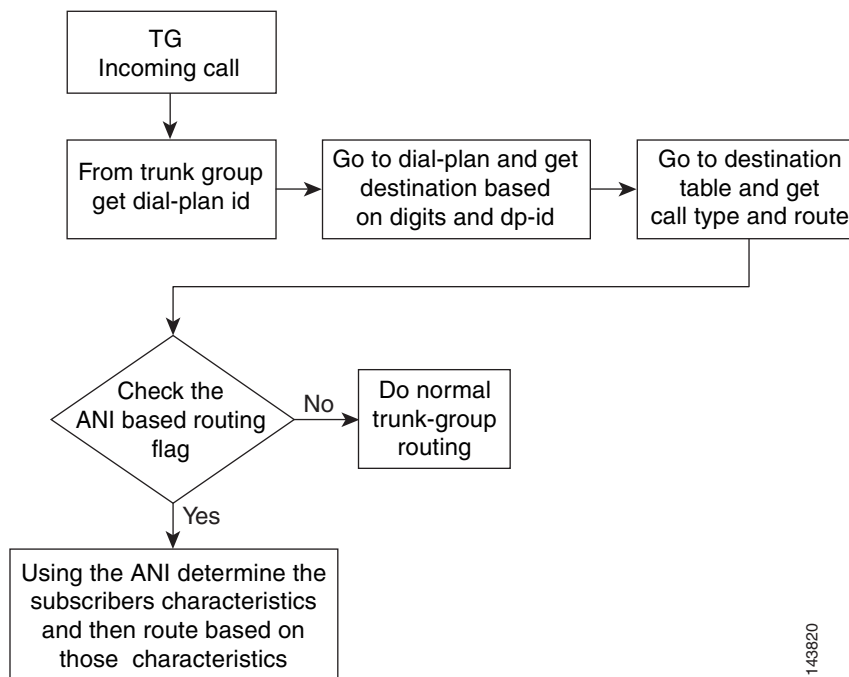 TG
Incoming call
From trunk group
get dial-plan id
Go to dial-plan and get
destination based
on digits and dp-id
Go to destination
table and get
call type and route
Check the
ANI based routing
flag
No
Do normal
trunk-group
routing
Yes
Using the ANI determine the
subscribers characteristics
and then route based on
those characteristics
143820